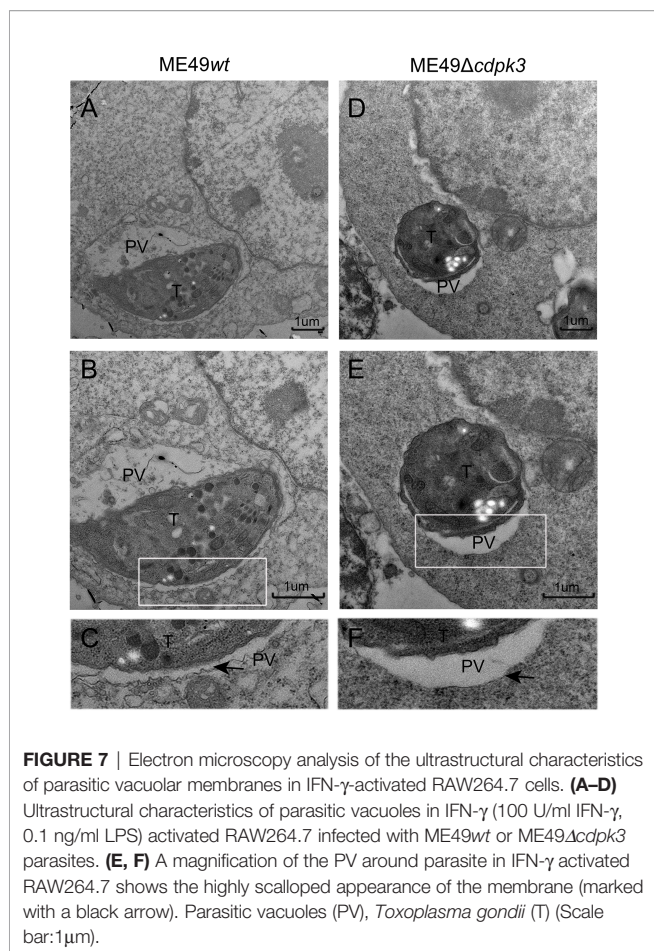 ME49wt ME49Δcdpk3
A D
PV T PV T
1um 1um
B E
PV T PV T
1um 1um
C T PV F T PV
FIGURE 7 | Electron microscopy analysis of the ultrastructural characteristics
of parasitic vacuolar membranes in IFN-γ-activated RAW264.7 cells. (A–D)
Ultrastructural characteristics of parasitic vacuoles in IFN-γ (100 U/ml IFN-γ,
0.1 ng/ml LPS) activated RAW264.7 infected with ME49wt or ME49Δcdpk3
parasites. (E, F) A magnification of the PV around parasite in IFN-γ activated
RAW264.7 shows the highly scalloped appearance of the membrane (marked
with a black arrow). Parasitic vacuoles (PV), Toxoplasma gondii (T) (Scale
bar:1μm).